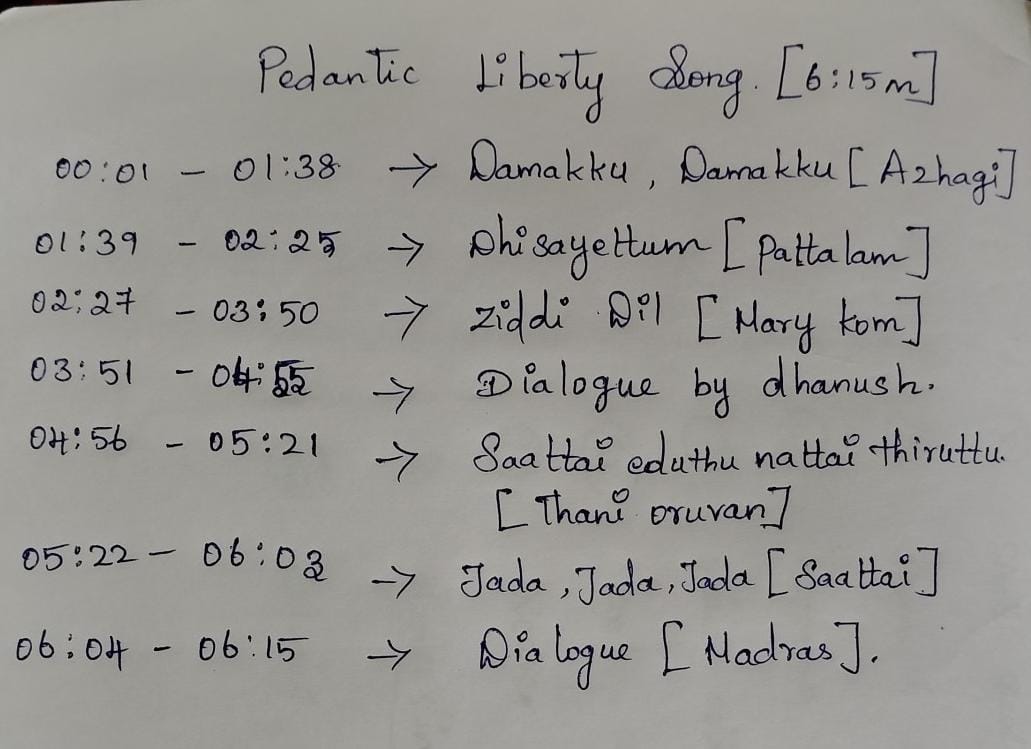 Pedantic Liberty Song. [6:15m]
00:01 - 01:38 → Damakku, Damakku [Azhagi]
01:39 - 02:25 → Dhisayettum [Pattalam]
02:27 - 03:50 → Ziddi Dil [Mary kom]
03:51 - 04:55 → Dialogue by dhanush.
04:56 - 05:21 → Saattai eduthu nattai thiruttu.
[Thani oruvan]
05:22 - 06:03 → Jada, Jada, Jada [Saattai]
06:04 - 06:15 → Dialogue [Madras].